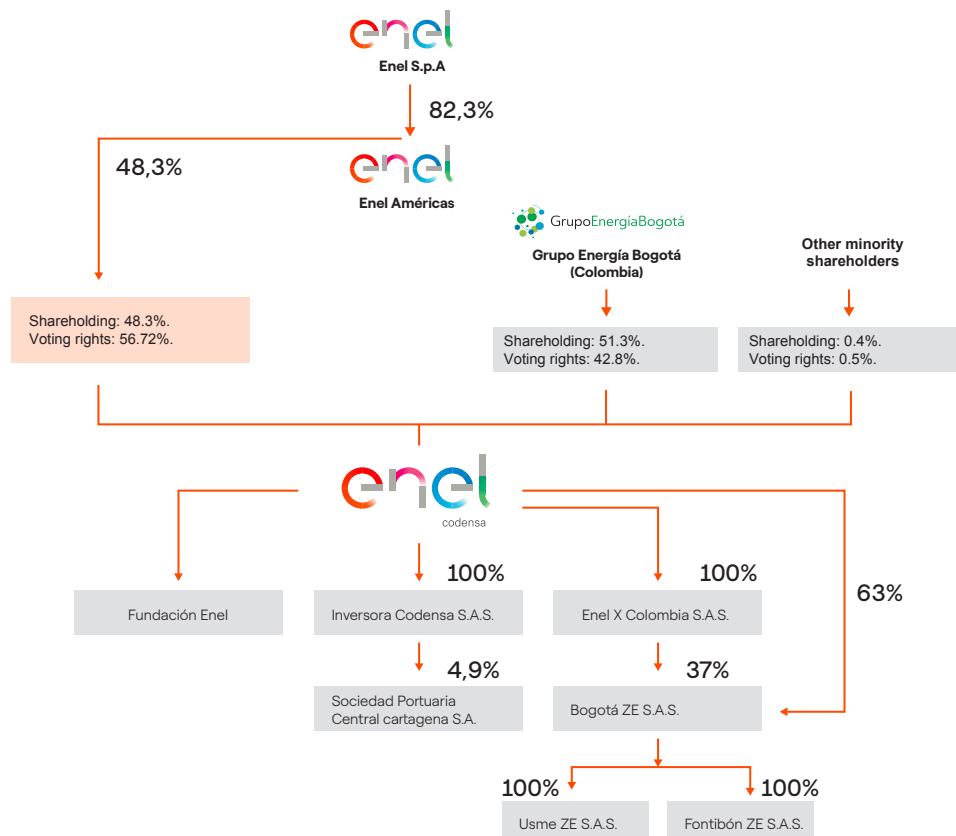 enel
Enel S.p.A
82,3%
48,3%
enel
Enel Américas
GrupoEnergíaBogotá
Grupo Energía Bogotá
(Colombia)
Other minority
shareholders
Shareholding: 48.3%.
Voting rights: 56.72%.
Shareholding: 51.3%.
Voting rights: 42.8%.
Shareholding: 0.4%.
Voting rights: 0.5%.
enel
codensa
100%
100%
63%
Fundación Enel
Inversora Codensa S.A.S.
Enel X Colombia S.A.S.
4,9%
37%
Sociedad Portuaria
Central cartagena S.A.
Bogotá ZE S.A.S.
100%
100%
Usme ZE S.A.S.
Fontibón ZE S.A.S.